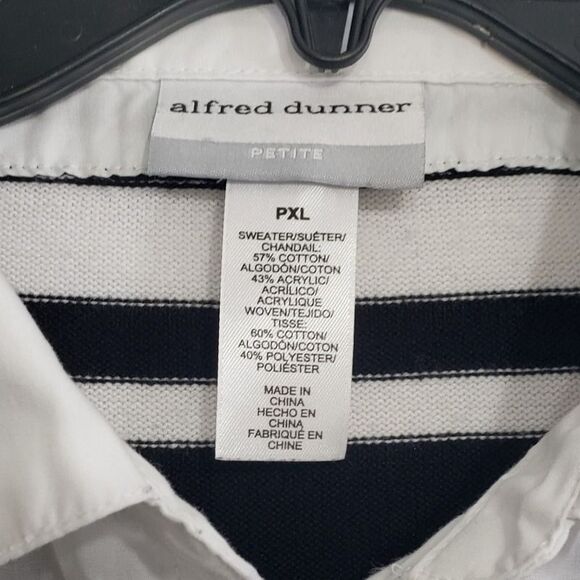 alfred dunner
PETITE
PXL
SWEATER/SUÉTER/
CHANDAIL:
57% COTTON/
ALGODÓN/COTON
43% ACRYLIC/
ACRÍLICO/
ACRYLIQUE
WOVEN/TEJIDO/
TISSE:
60% COTTON/
ALGODÓN/COTON
40% POLYESTER/
POLIÉSTER
MADE IN
CHINA
HECHO EN
CHINA
FABRIQUÉ EN
CHINE